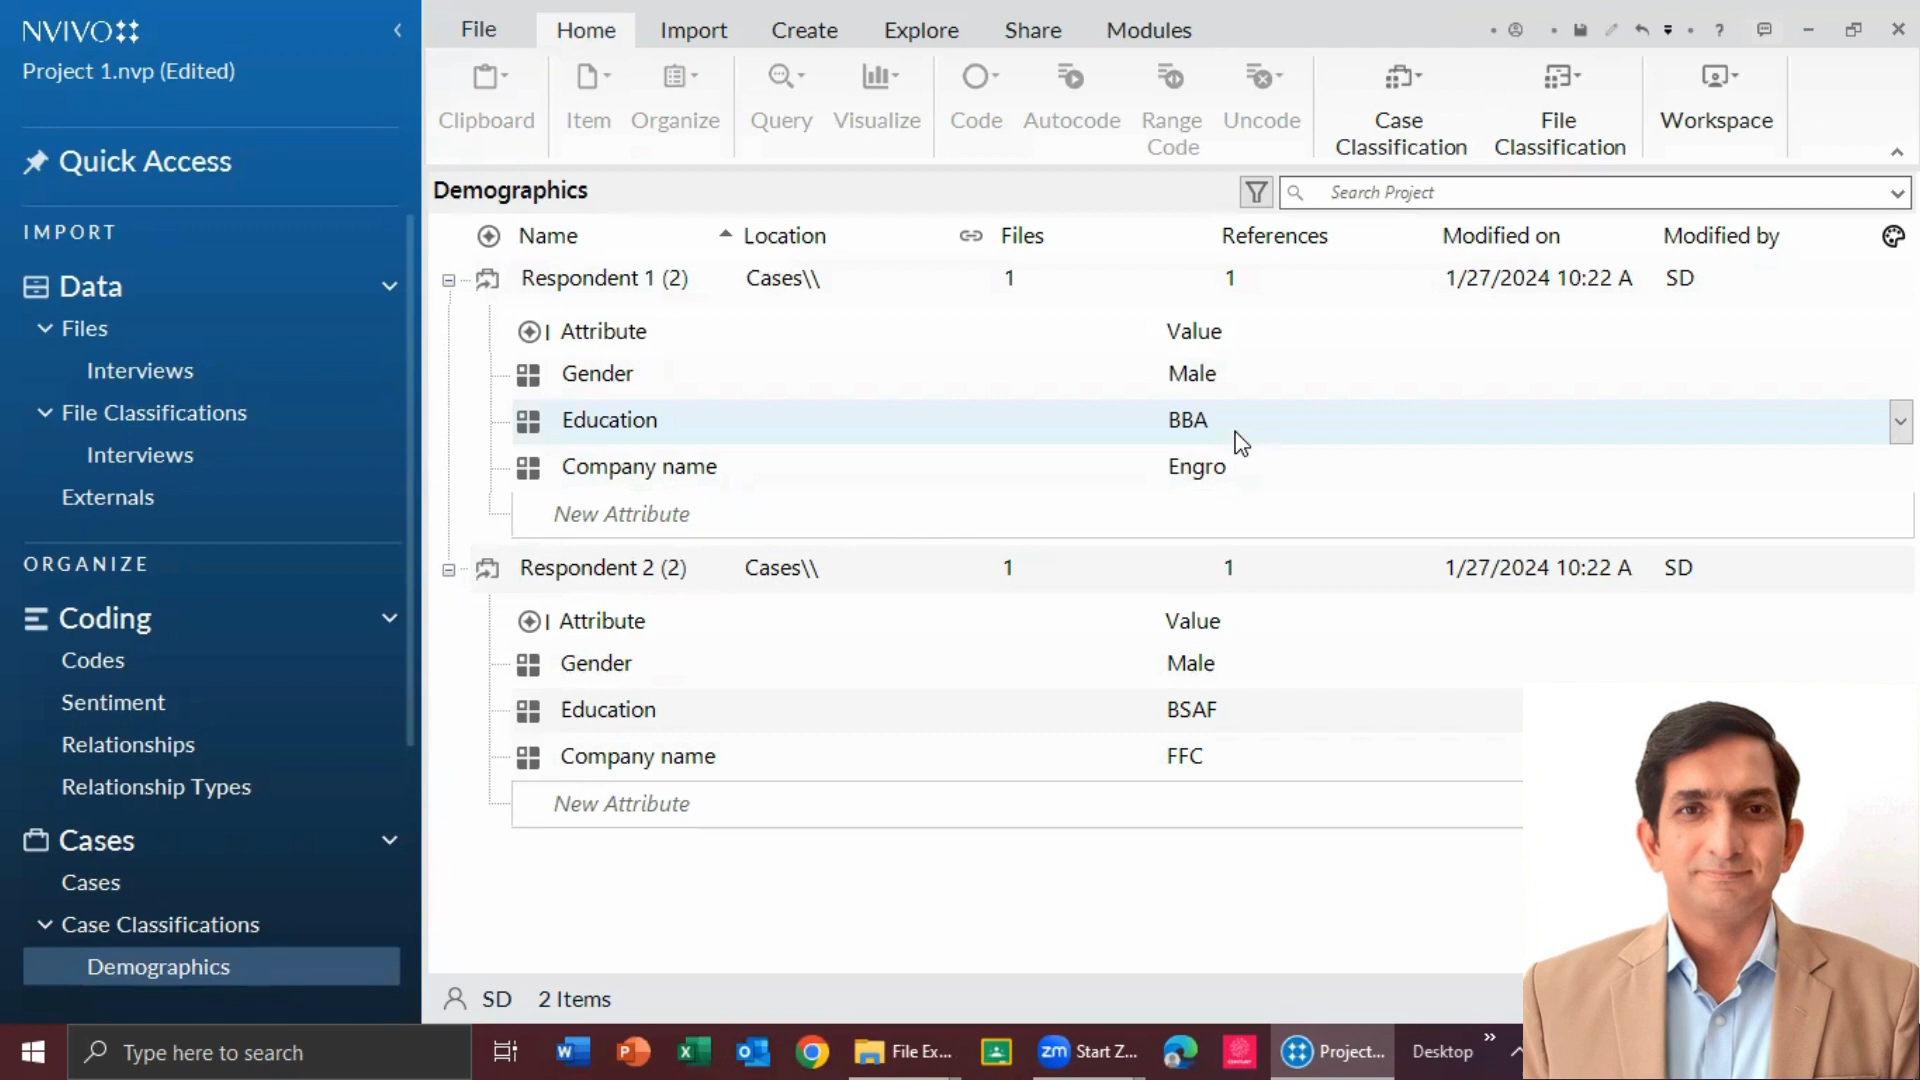 NVIVO
Project 1.nvp (Edited)
Quick Access
IMPORT
Data
Files
Interviews
File Classifications
Interviews
Externals
ORGANIZE
Coding
Codes
Sentiment
Relationships
Relationship Types
Cases
Cases
Case Classifications
Demographics
File Home Import Create Explore Share Modules
Clipboard Item Organize Query Visualize Code Autocode Range Code Uncode Case Classification File Classification Workspace
Demographics Search Project
Name Location Files References Modified on Modified by
Respondent 1 (2) Cases\\ 1 1 1/27/2024 10:22 A SD
Attribute Value
Gender Male
Education BBA
Company name Engro
New Attribute
Respondent 2 (2) Cases\\ 1 1 1/27/2024 10:22 A SD
Attribute Value
Gender Male
Education BSAF
Company name FFC
New Attribute
SD 2 Items
Type here to search File Ex... zm Start Z... Project... Desktop